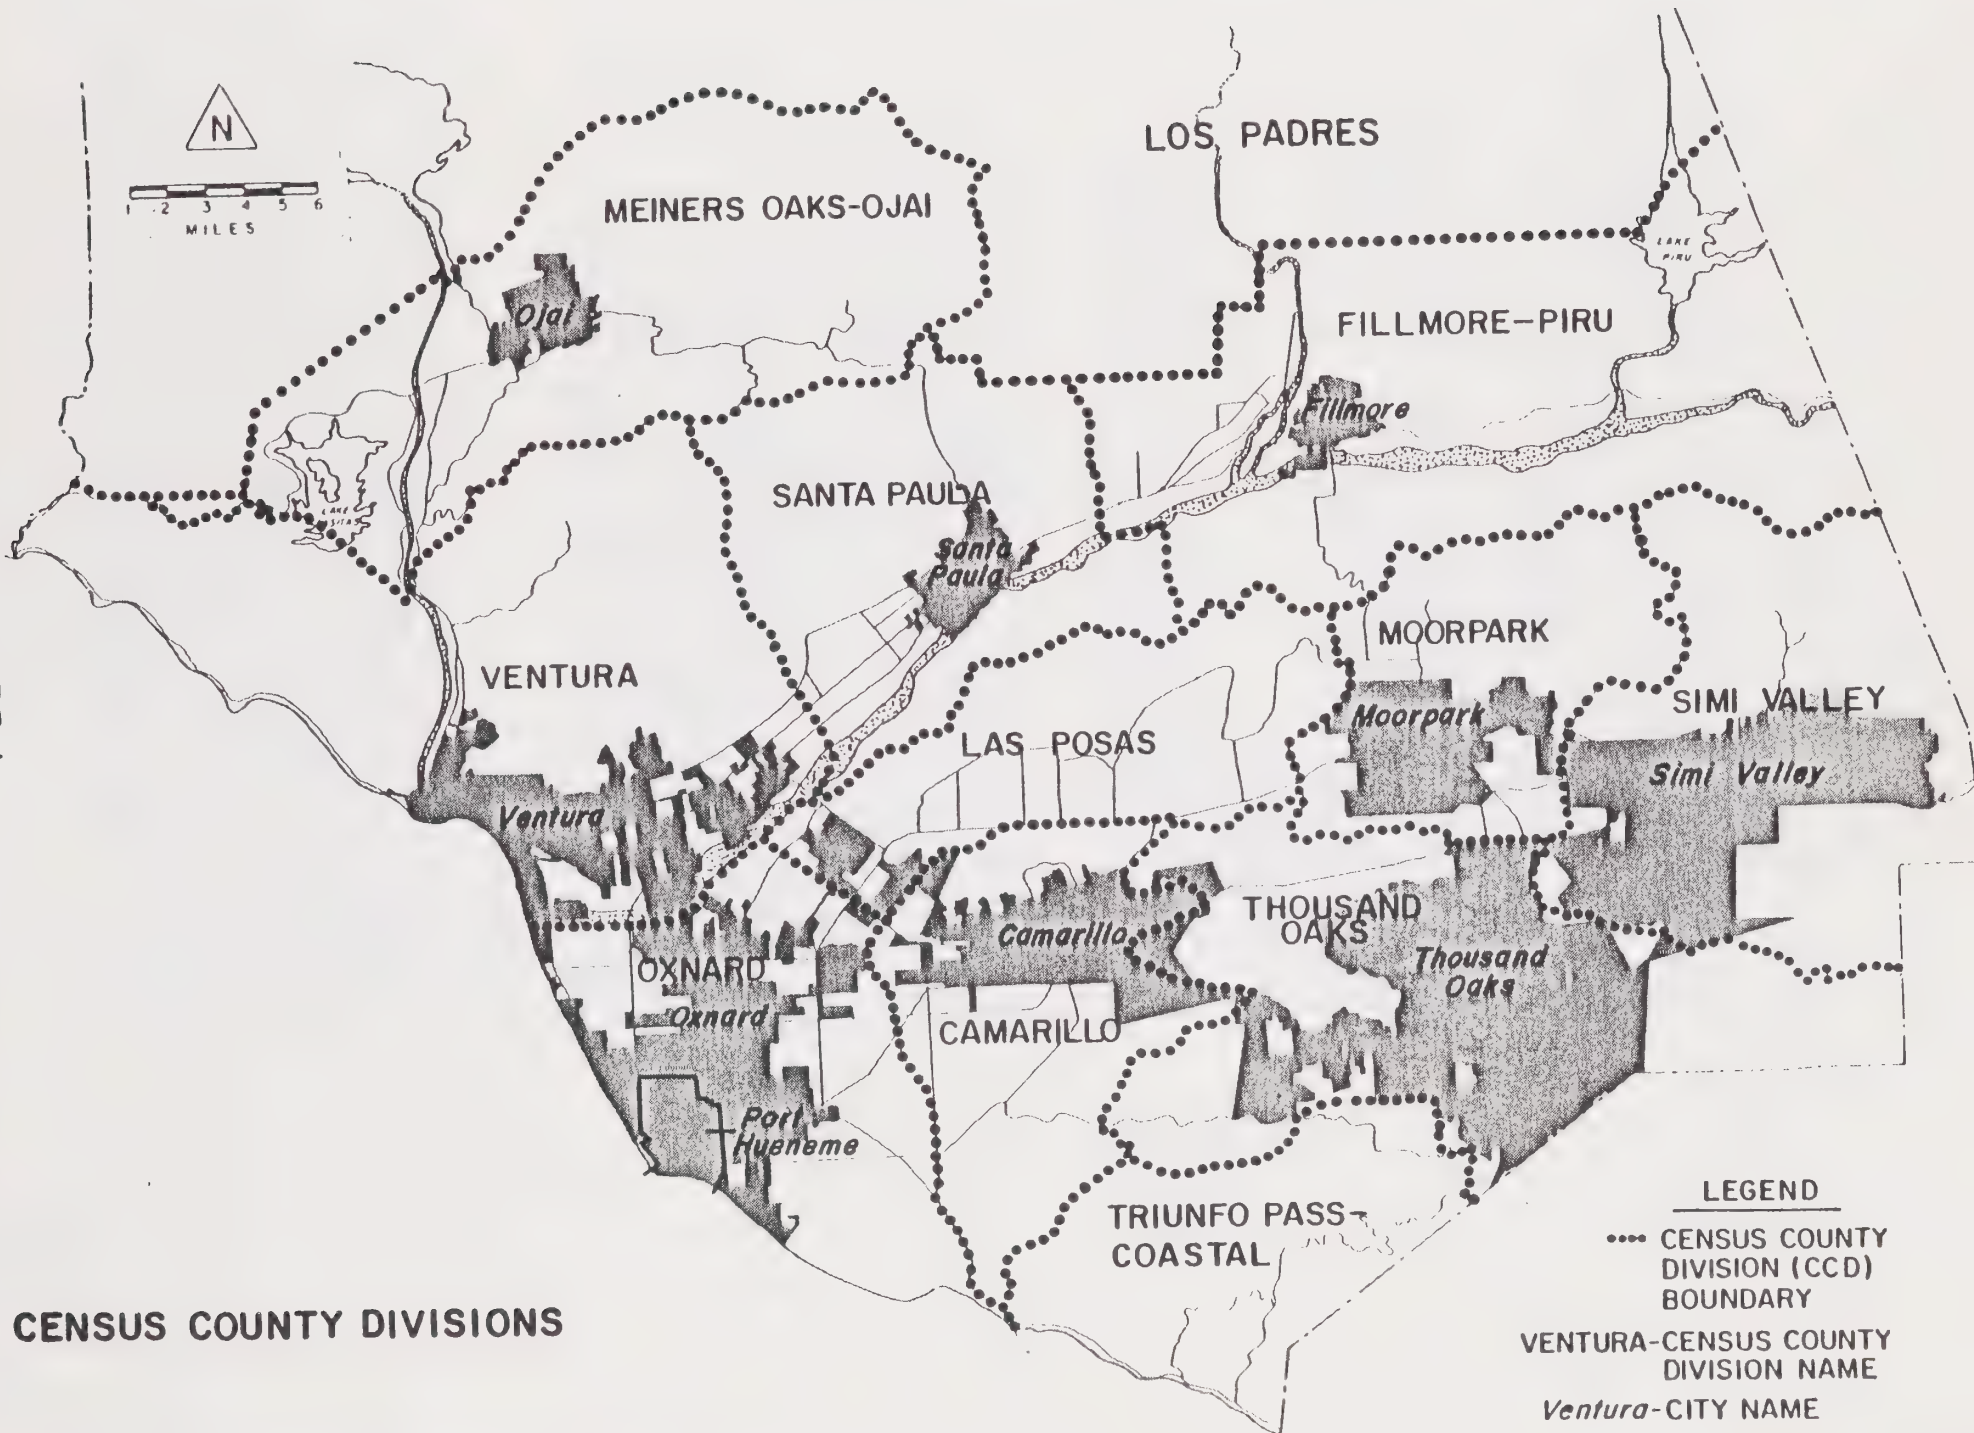 N
1 2 3 4 5 6
MILES
LOS PADRES
MEINERS OAKS-OJAI
LAKE
PIRU
Ojai
FILLMORE-PIRU
Fillmore
SANTA PAULA
LAKE
Santa
Paula
MOORPARK
VENTURA
SIMI VALLEY
Moorpark
LAS POSAS
Simi Valley
Ventura
THOUSAND
OAKS
Camarillo
Thousand
Oaks
OXNARD
Oxnard
CAMARILLO
Port
Hueneme
TRIUNFO PASS-
COASTAL
LEGEND
CENSUS COUNTY
DIVISION (CCD)
BOUNDARY
VENTURA-CENSUS COUNTY
DIVISION NAME
Ventura-CITY NAME
CENSUS COUNTY DIVISIONS